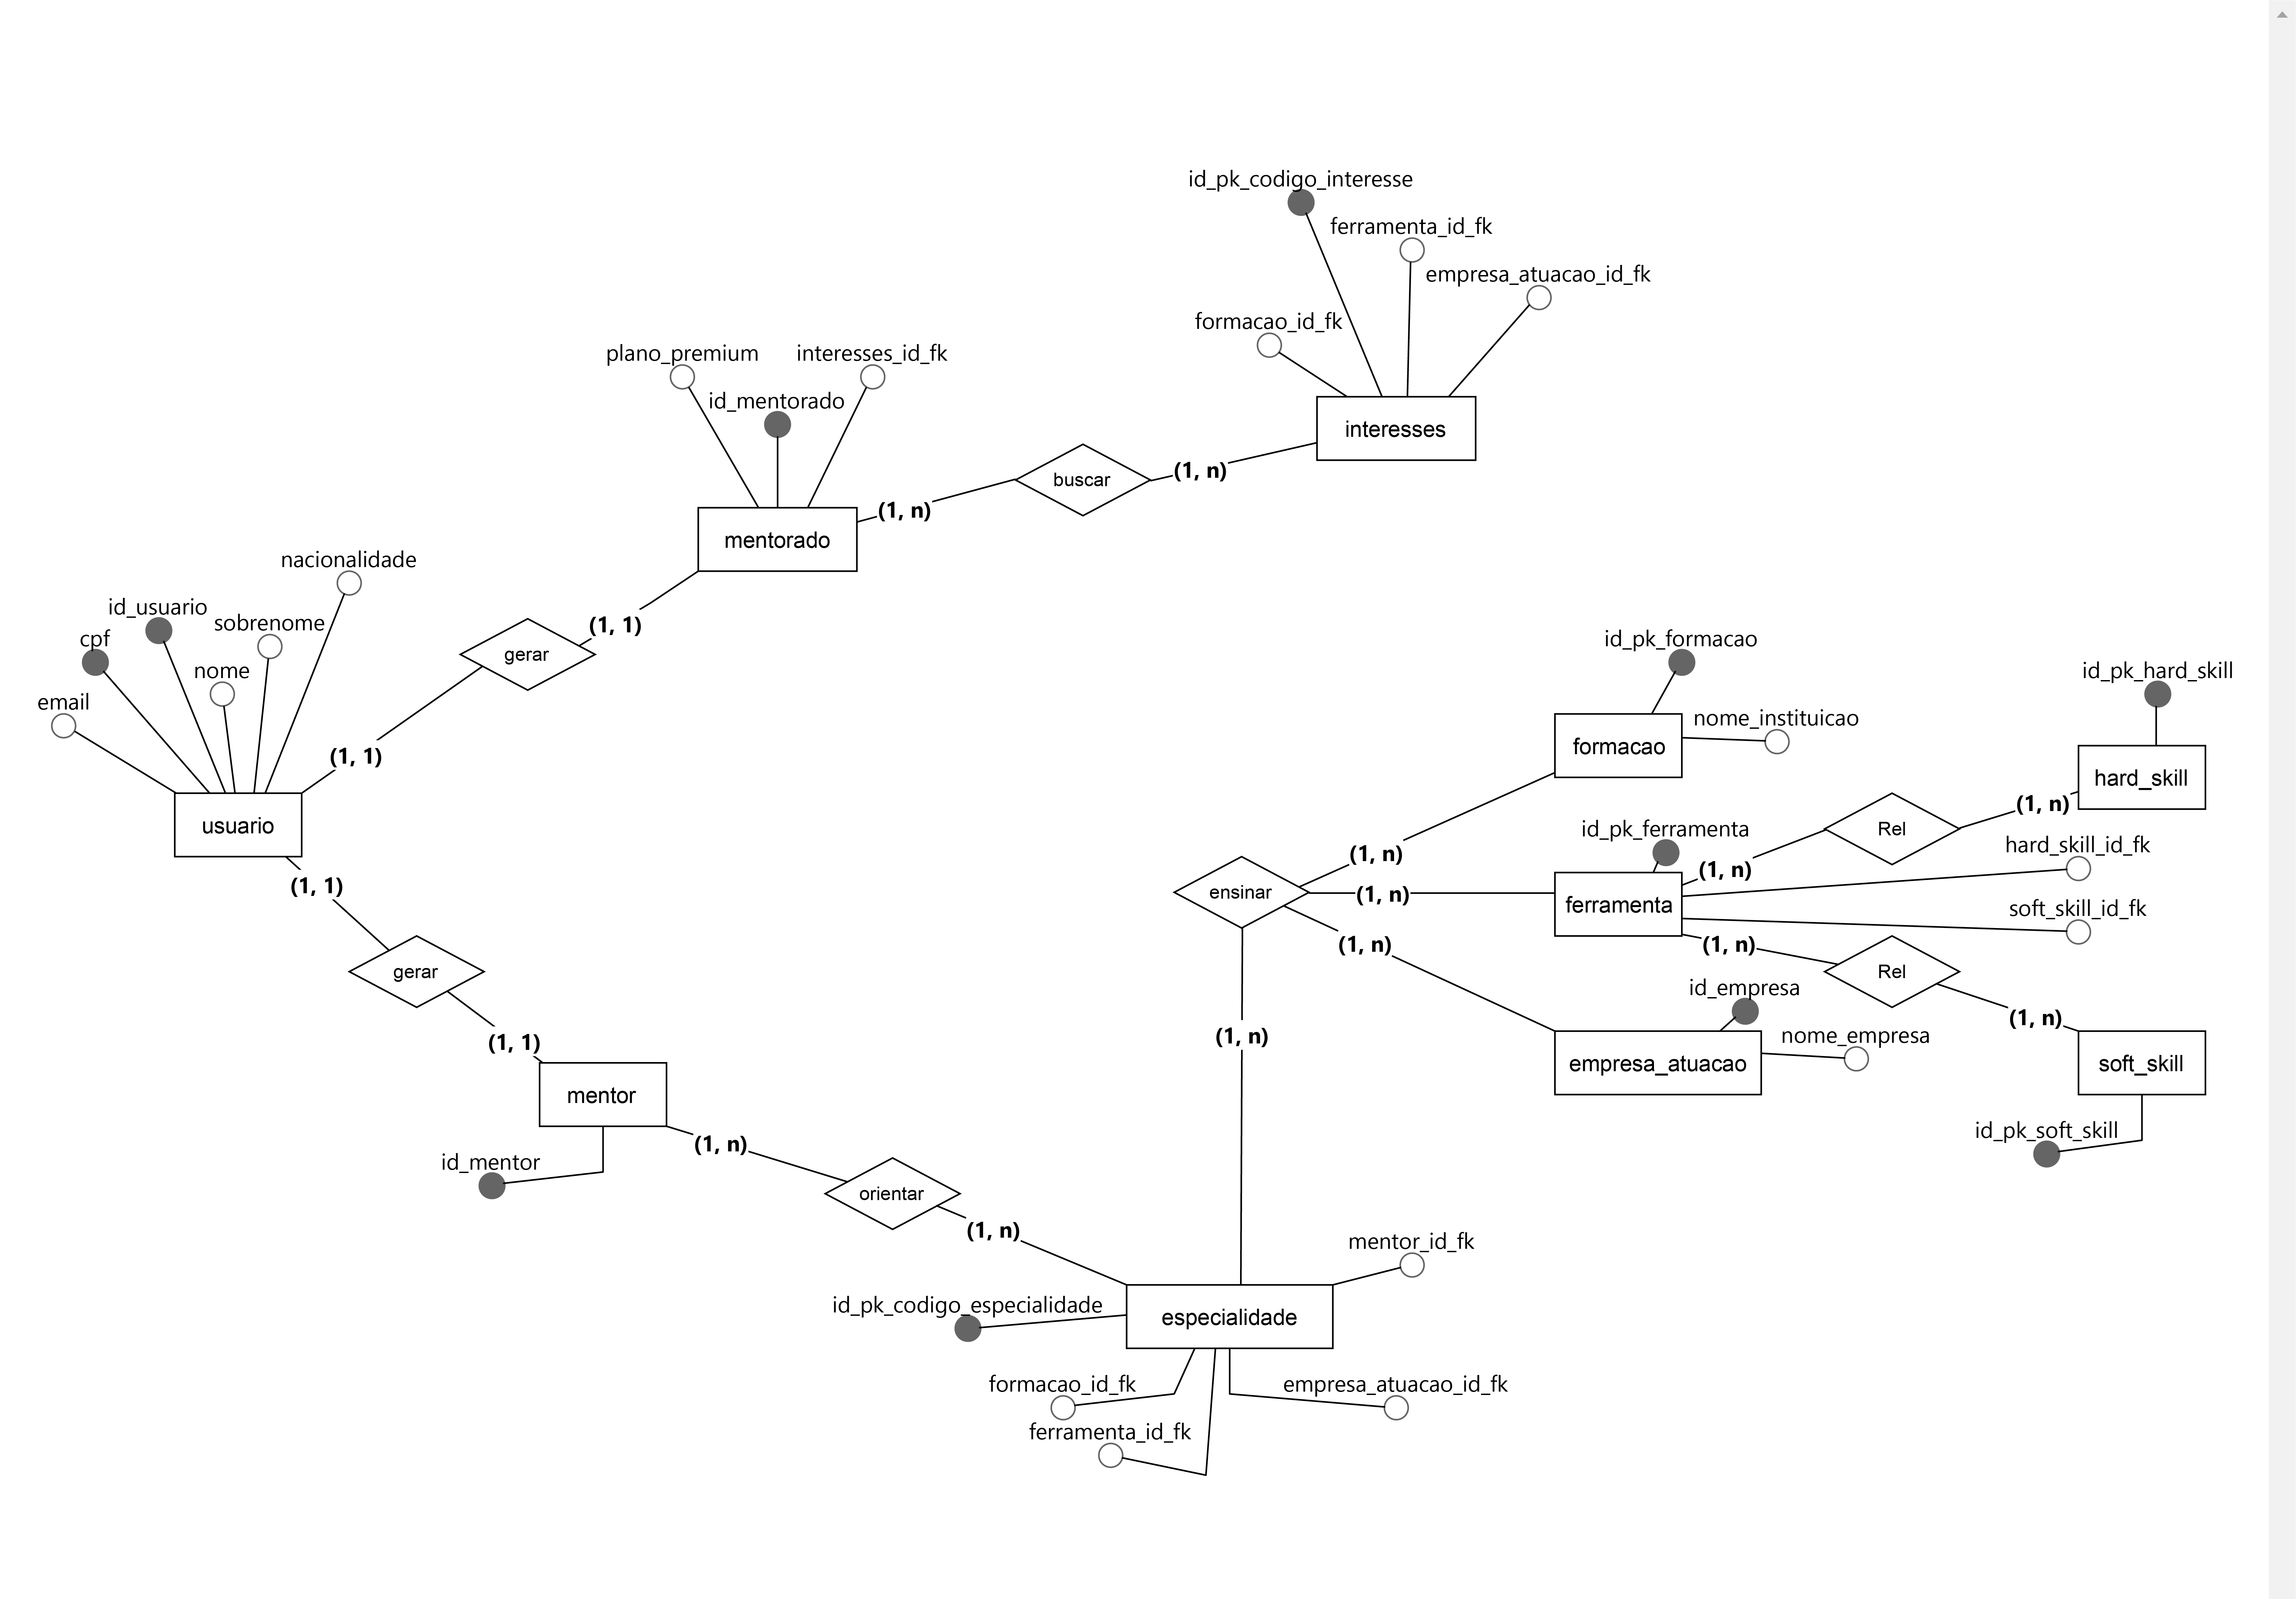 id_pk_codigo_interesse
ferramenta_id_fk
empresa_atuacao_id_fk
formacao_id_fk
interesses
plano_premium
interesses_id_fk
id_mentorado
buscar
(1, n)
(1, n)
mentorado
nacionalidade
id_usuario
sobrenome
cpf
nome
email
(1, 1)
gerar
(1, 1)
usuario
(1, 1)
gerar
(1, 1)
mentor
id_mentor
(1, n)
orientar
(1, n)
id_pk_formacao
nome_instituicao
formacao
id_pk_hard_skill
hard_skill
(1, n)
Rel
(1, n)
id_pk_ferramenta
hard_skill_id_fk
(1, n)
ensinar
(1, n)
ferramenta
soft_skill_id_fk
(1, n)
(1, n)
Rel
(1, n)
id_empresa
nome_empresa
empresa_atuacao
soft_skill
id_pk_soft_skill
(1, n)
mentor_id_fk
id_pk_codigo_especialidade
especialidade
formacao_id_fk
empresa_atuacao_id_fk
ferramenta_id_fk